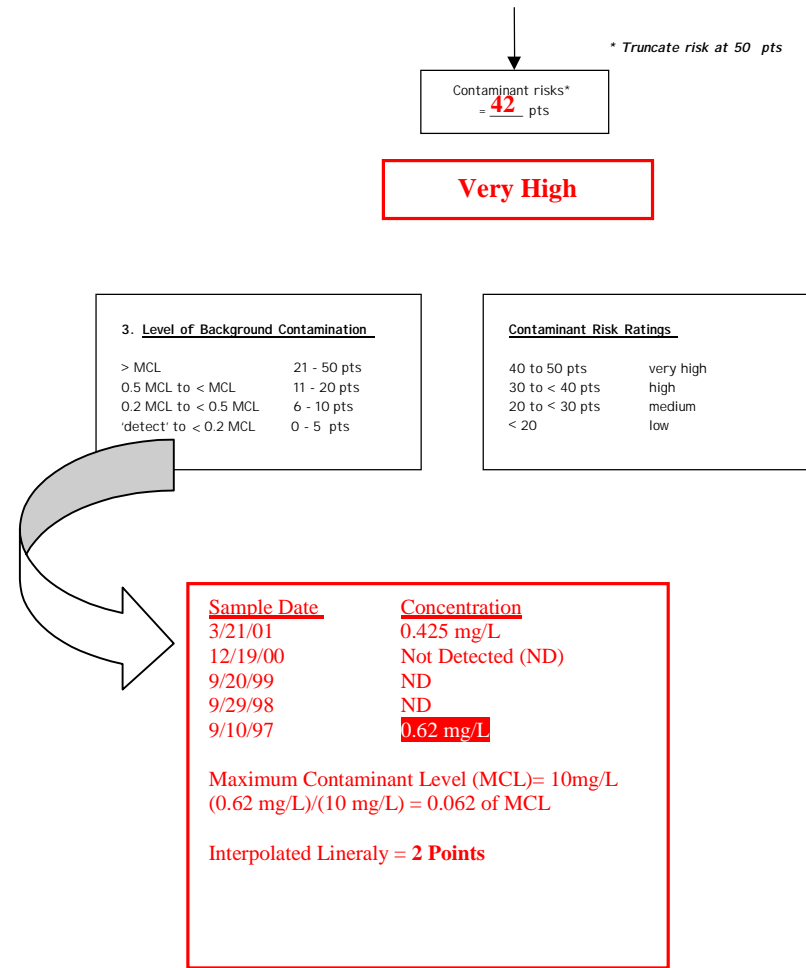 * Truncate risk at 50 pts
Contaminant risks*
= 42 pts
Very High
3. Level of Background Contamination
> MCL 21 - 50 pts
0.5 MCL to < MCL 11 - 20 pts
0.2 MCL to < 0.5 MCL 6 - 10 pts
'detect' to < 0.2 MCL 0 - 5 pts
Contaminant Risk Ratings
40 to 50 pts very high
30 to < 40 pts high
20 to < 30 pts medium
< 20 low
Sample Date Concentration
3/21/01 0.425 mg/L
12/19/00 Not Detected (ND)
9/20/99 ND
9/29/98 ND
9/10/97 0.62 mg/L
Maximum Contaminant Level (MCL)= 10mg/L
(0.62 mg/L)/(10 mg/L) = 0.062 of MCL
Interpolated Lineraly = 2 Points